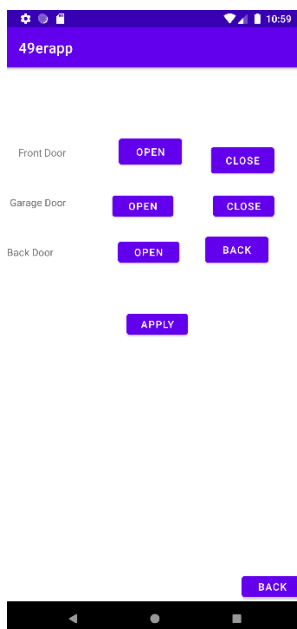 10:59
49erapp
Front Door OPEN CLOSE
Garage Door OPEN CLOSE
Back Door OPEN BACK
APPLY
BACK